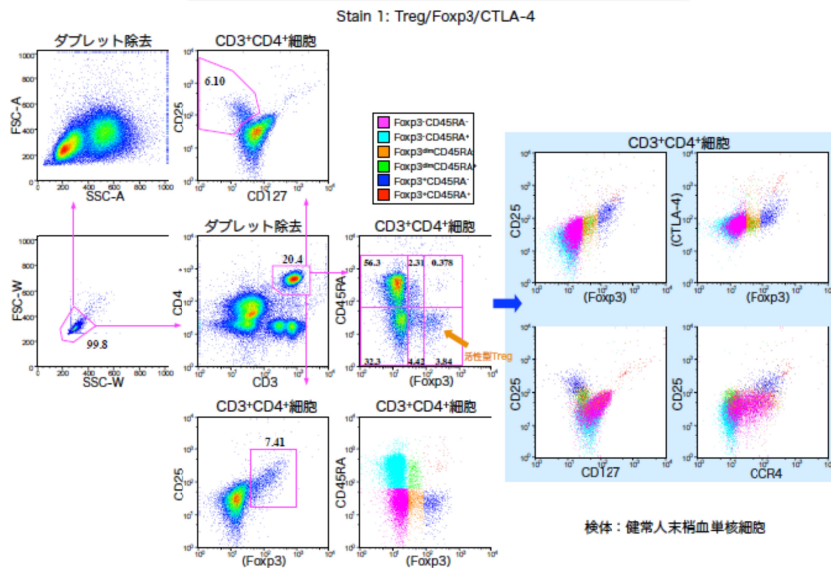 Stain 1: Treg/Foxp3/CTLA-4
ダブレット除去
CD3⁺CD4⁺細胞
FSC-A
SSC-A
CD25
CD127
6.10
Foxp3⁻CD45RA⁻
Foxp3⁻CD45RA⁺
Foxp3ᵈⁱᵐCD45RA⁻
Foxp3ᵈⁱᵐCD45RA⁺
Foxp3⁺CD45RA⁻
Foxp3⁺CD45RA⁺
FSC-W
SSC-W
99.8
ダブレット除去
CD4
CD3
20.4
CD3⁺CD4⁺細胞
CD45RA
(Foxp3)
56.3 2.31 0.378
32.3 4.42 3.84
活性型Treg
CD3⁺CD4⁺細胞
CD25
(Foxp3)
7.41
CD3⁺CD4⁺細胞
CD45RA
(Foxp3)
CD3⁺CD4⁺細胞
CD25
(Foxp3)
(CTLA-4)
(Foxp3)
CD25
CD127
CD25
CCR4
検体：健常人末梢血単核細胞